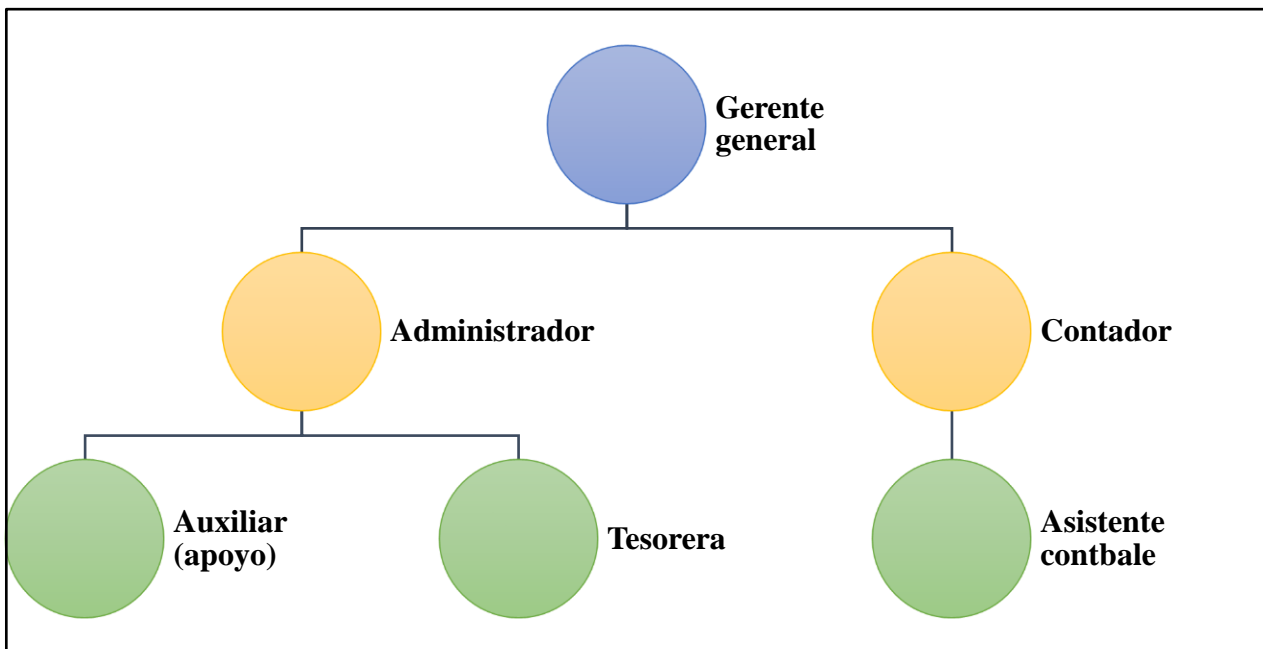 Gerente
general
Administrador
Contador
Auxiliar
(apoyo)
Tesorera
Asistente
contbale